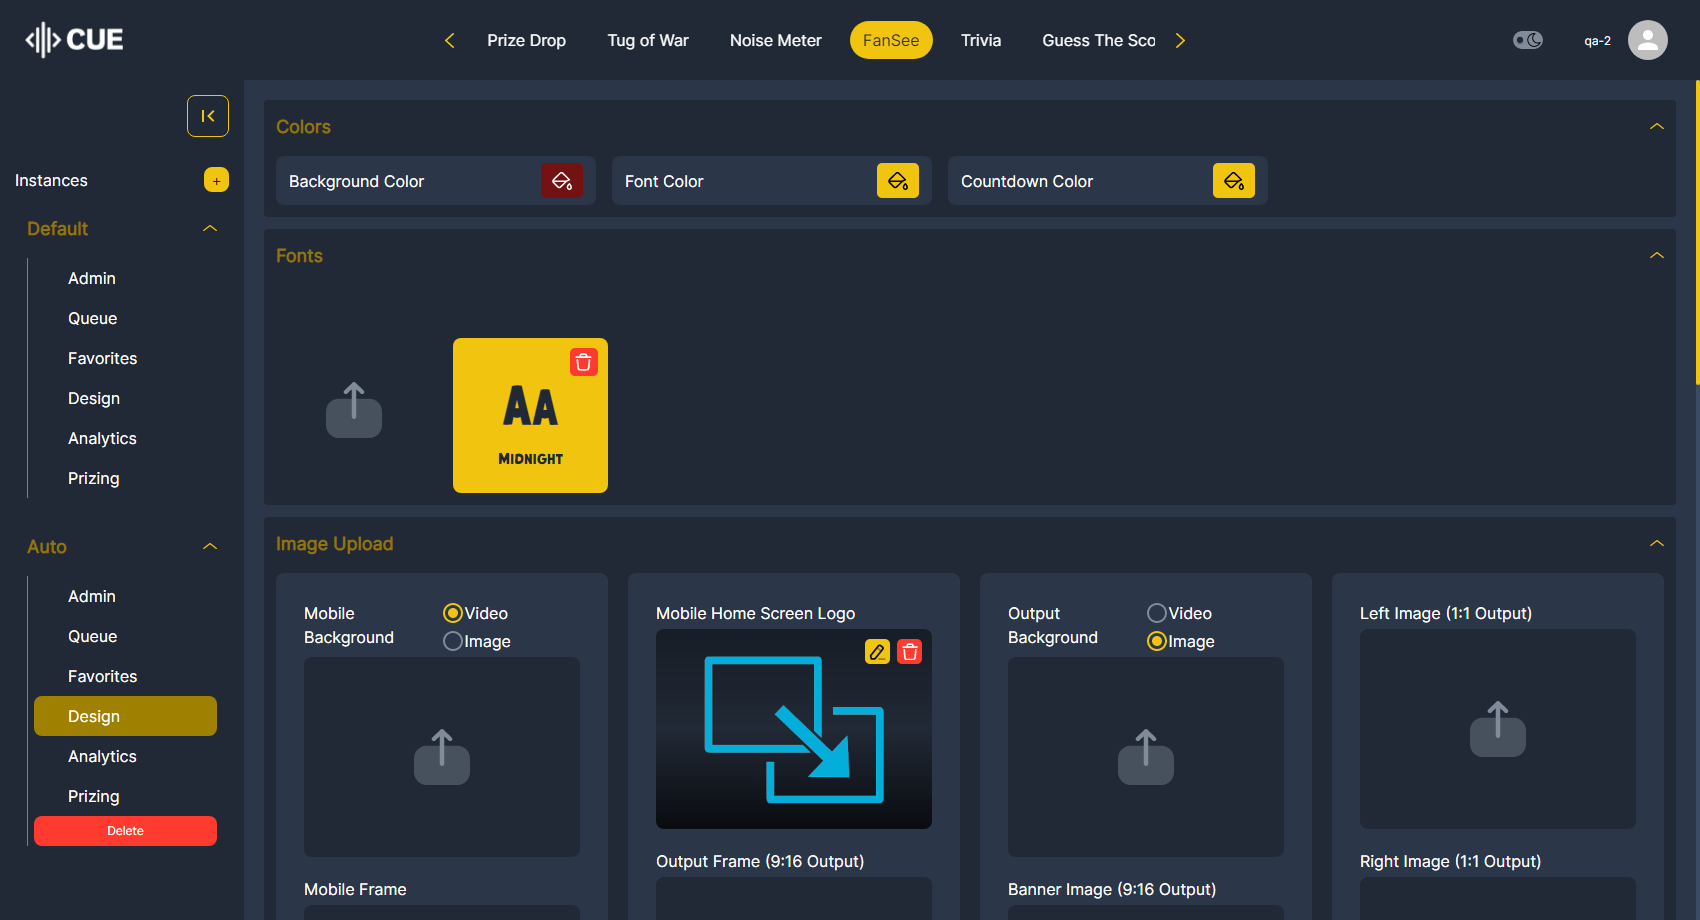 CUE
Prize Drop
Tug of War
Noise Meter
FanSee
Trivia
Guess The Sco
qa-2
Instances
+
Default
Admin
Queue
Favorites
Design
Analytics
Prizing
Auto
Admin
Queue
Favorites
Design
Analytics
Prizing
Delete
Colors
Background Color
Font Color
Countdown Color
Fonts
AA
MIDNIGHT
Image Upload
Mobile
Background
Video
Image
Mobile Frame
Mobile Home Screen Logo
Output Frame (9:16 Output)
Output
Background
Video
Image
Banner Image (9:16 Output)
Left Image (1:1 Output)
Right Image (1:1 Output)